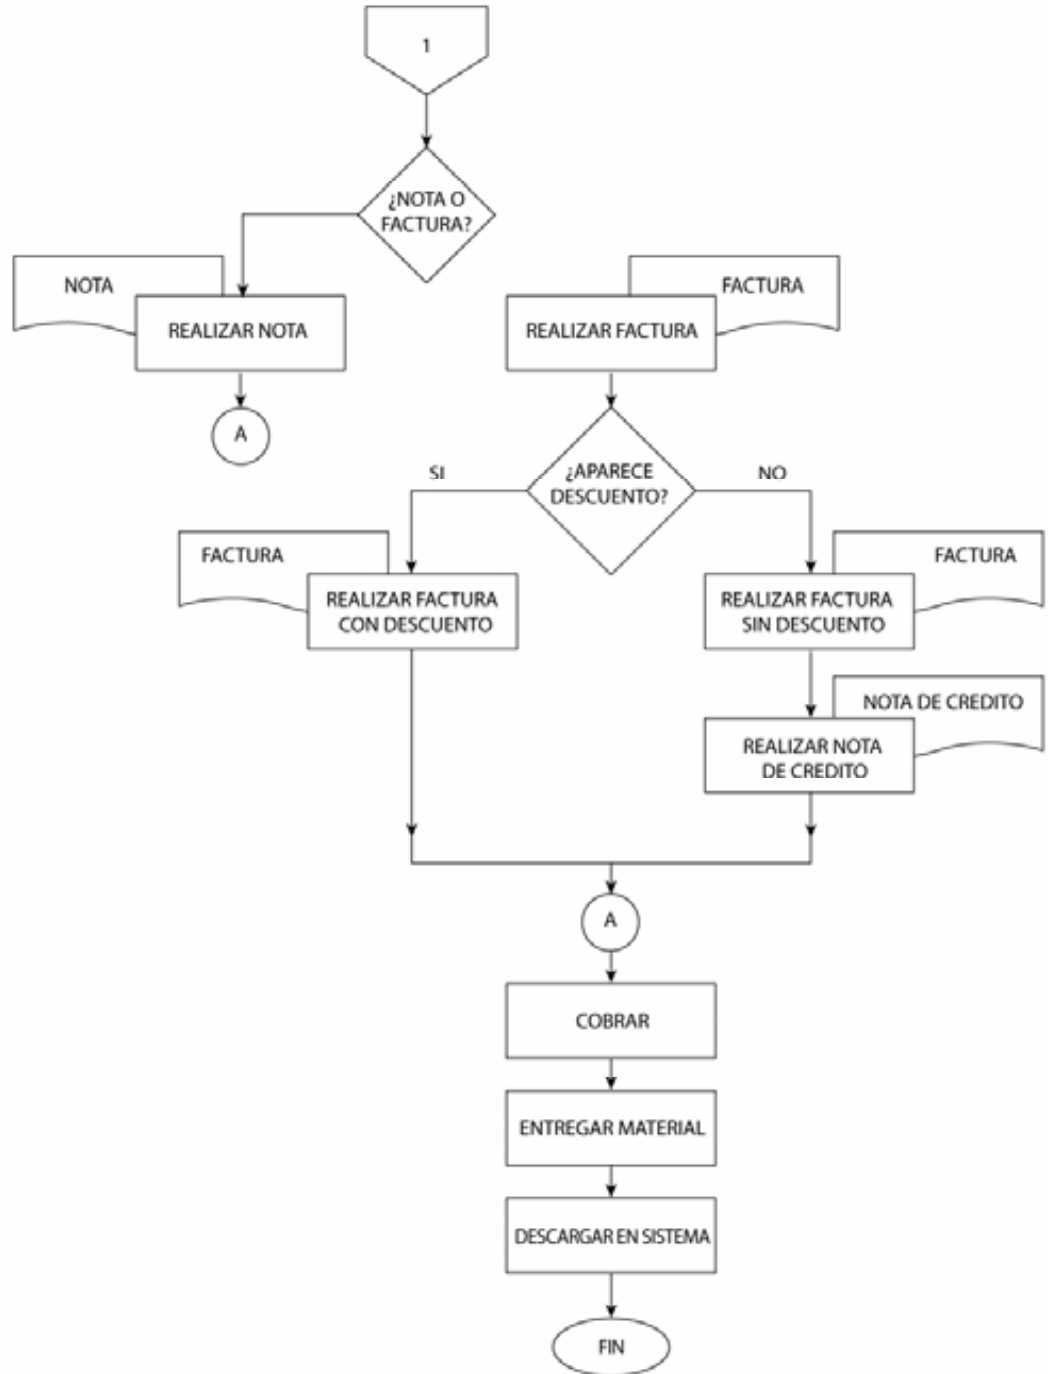 1
¿NOTA O
FACTURA?
NOTA
REALIZAR NOTA
A
FACTURA
REALIZAR FACTURA
¿APARECE
DESCUENTO?
SI
NO
FACTURA
REALIZAR FACTURA
CON DESCUENTO
FACTURA
REALIZAR FACTURA
SIN DESCUENTO
NOTA DE CREDITO
REALIZAR NOTA
DE CREDITO
A
COBRAR
ENTREGAR MATERIAL
DESCARGAR EN SISTEMA
FIN